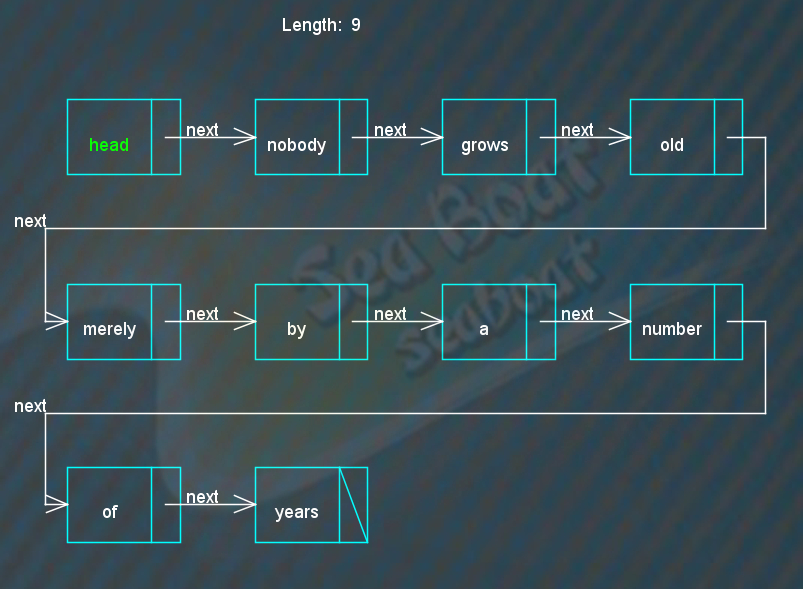 Length: 9
head next nobody next grows next old
next
merely next by next a next number
next
of next years
Sea Boat
seaboat